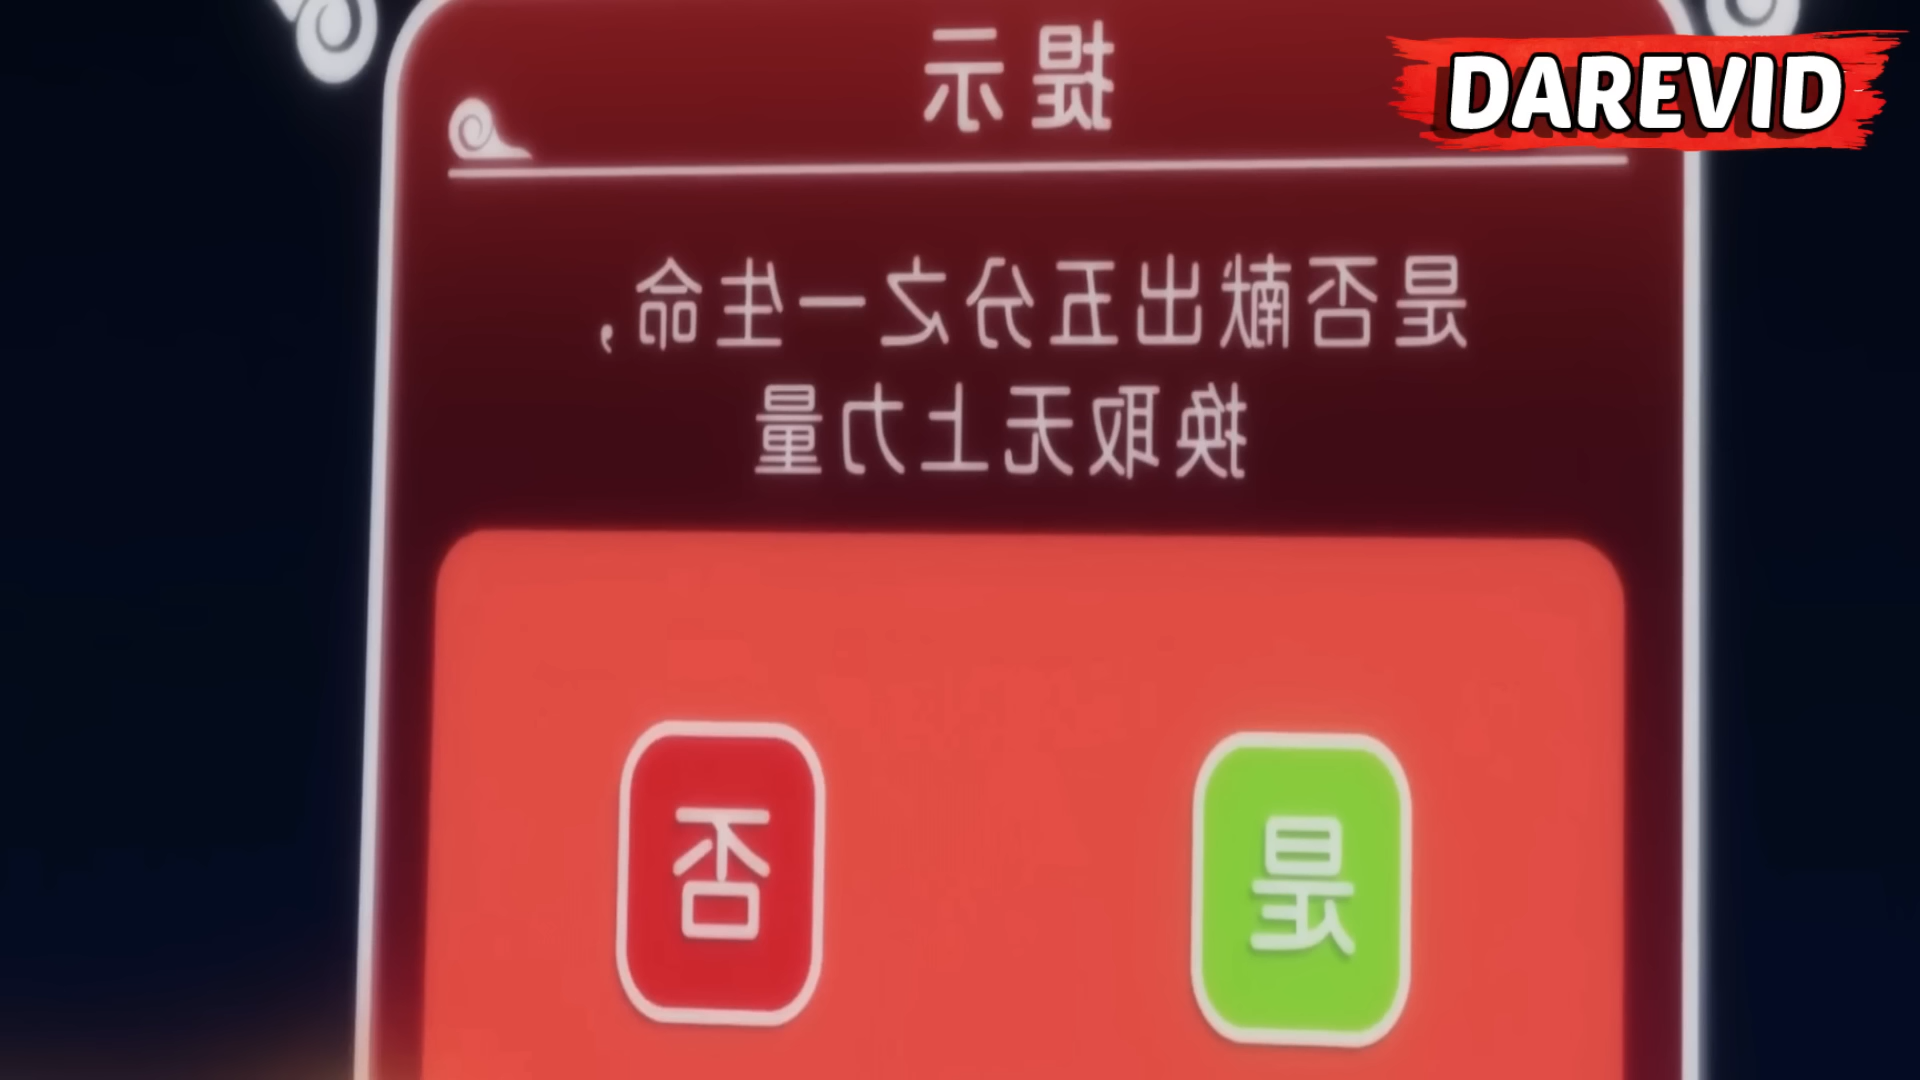 提示
DAREVID
是否献出五分之一生命,
换取无上力量
是 否